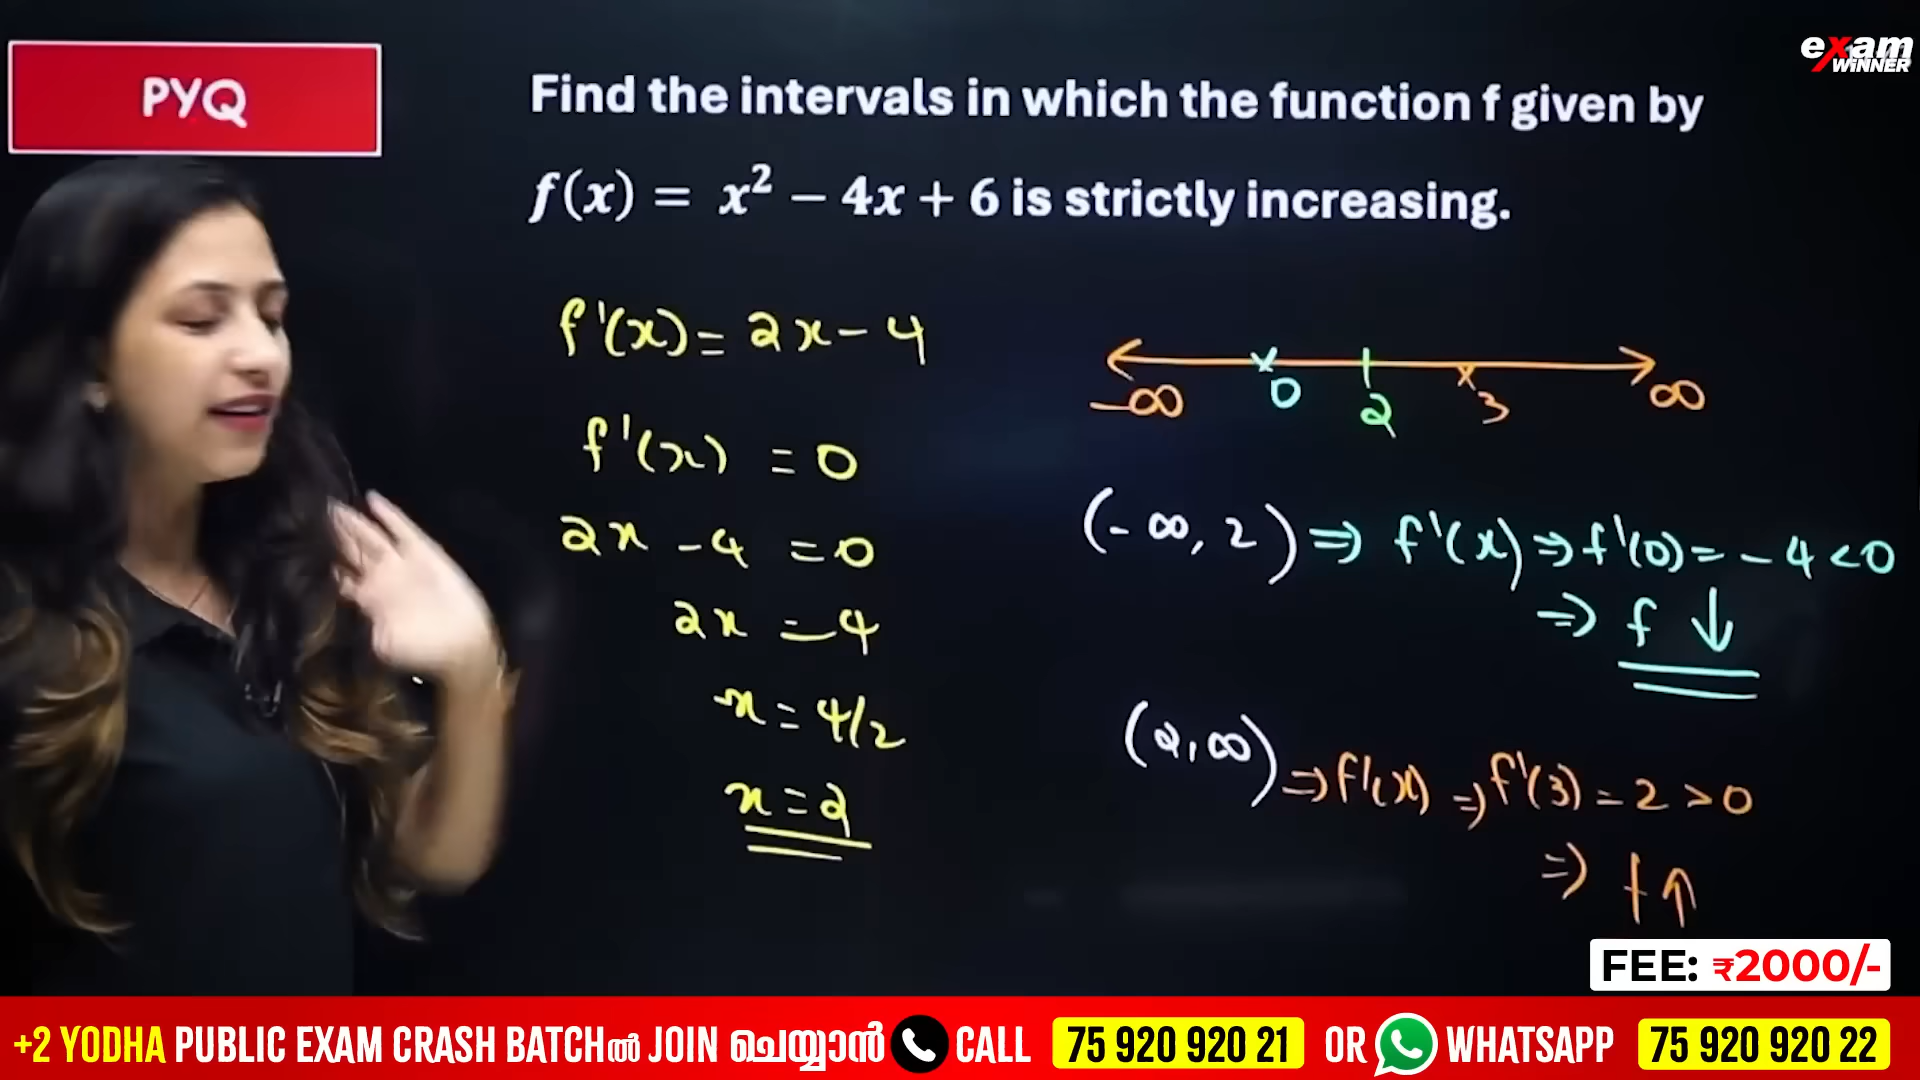 PYQ
exam
WINNER
Find the intervals in which the function f given by
f(x) = x² − 4x + 6 is strictly increasing.
f'(x) = 2x − 4
f'(x) = 0
2x − 4 = 0
2x = 4
x = 4/2
x = 2
−∞ 0 2 3 ∞
(−∞, 2) ⇒ f'(x) ⇒ f'(0) = −4 < 0
⇒ f ↓
(2, ∞) ⇒ f'(x) ⇒ f'(3) = 2 > 0
⇒ f ↑
FEE: ₹2000/-
+2 YODHA PUBLIC EXAM CRASH BATCHൽ JOIN ചെയ്യാൻ CALL 75 920 920 21 OR WHATSAPP 75 920 920 22